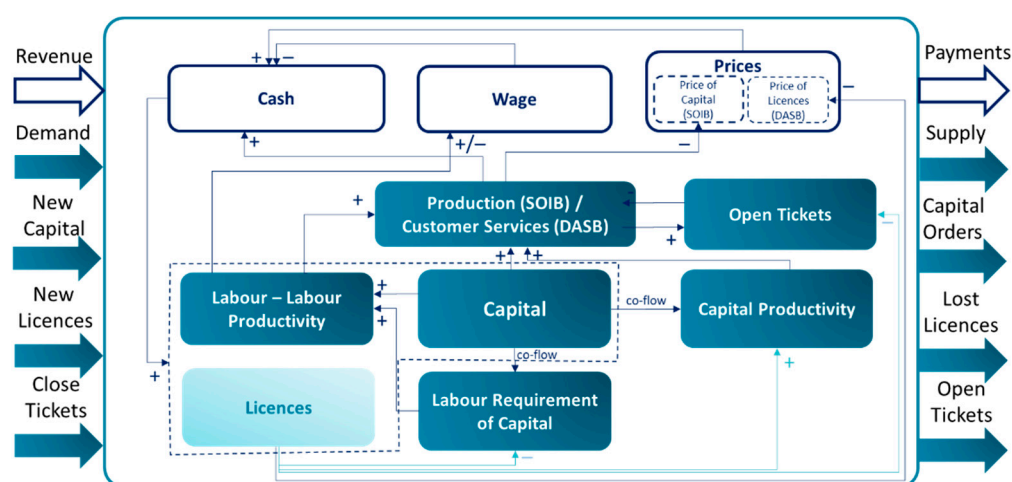 Revenue
Demand
New
Capital
New
Licences
Close
Tickets
+
−
Cash
Wage
Prices
Price of
Capital
(SOIB)
Price of
Licences
(DASB)
−
+
+/−
−
+
Production (SOIB) /
Customer Services (DASB)
−
+
Open Tickets
−
+
+
Labour – Labour
Productivity
+
+
Capital
co-flow
Capital Productivity
co-flow
+
+
Licences
Labour Requirement
of Capital
−
Payments
Supply
Capital
Orders
Lost
Licences
Open
Tickets